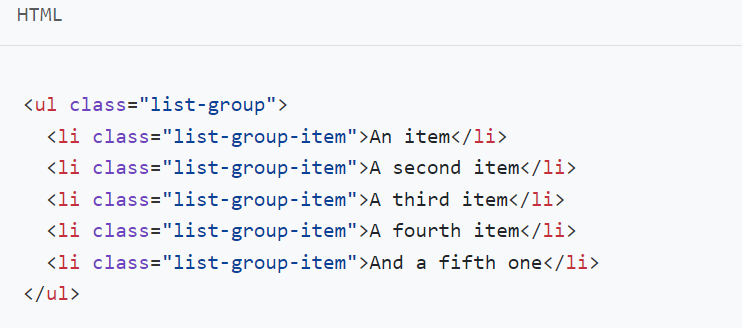 HTML
<ul class="list-group">
  <li class="list-group-item">An item</li>
  <li class="list-group-item">A second item</li>
  <li class="list-group-item">A third item</li>
  <li class="list-group-item">A fourth item</li>
  <li class="list-group-item">And a fifth one</li>
</ul>